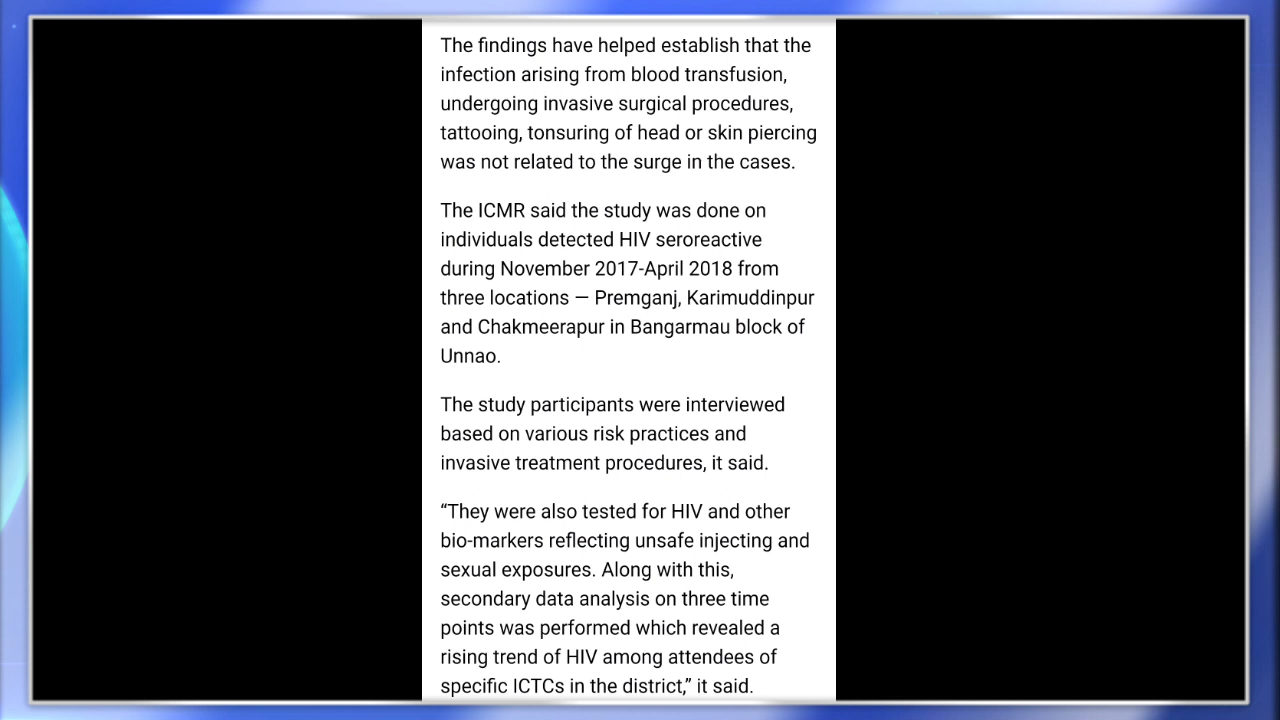 The findings have helped establish that the
infection arising from blood transfusion,
undergoing invasive surgical procedures,
tattooing, tonsuring of head or skin piercing
was not related to the surge in the cases.
The ICMR said the study was done on
individuals detected HIV seroreactive
during November 2017-April 2018 from
three locations — Premganj, Karimuddinpur
and Chakmeerapur in Bangarmau block of
Unnao.
The study participants were interviewed
based on various risk practices and
invasive treatment procedures, it said.
“They were also tested for HIV and other
bio-markers reflecting unsafe injecting and
sexual exposures. Along with this,
secondary data analysis on three time
points was performed which revealed a
rising trend of HIV among attendees of
specific ICTCs in the district,” it said.